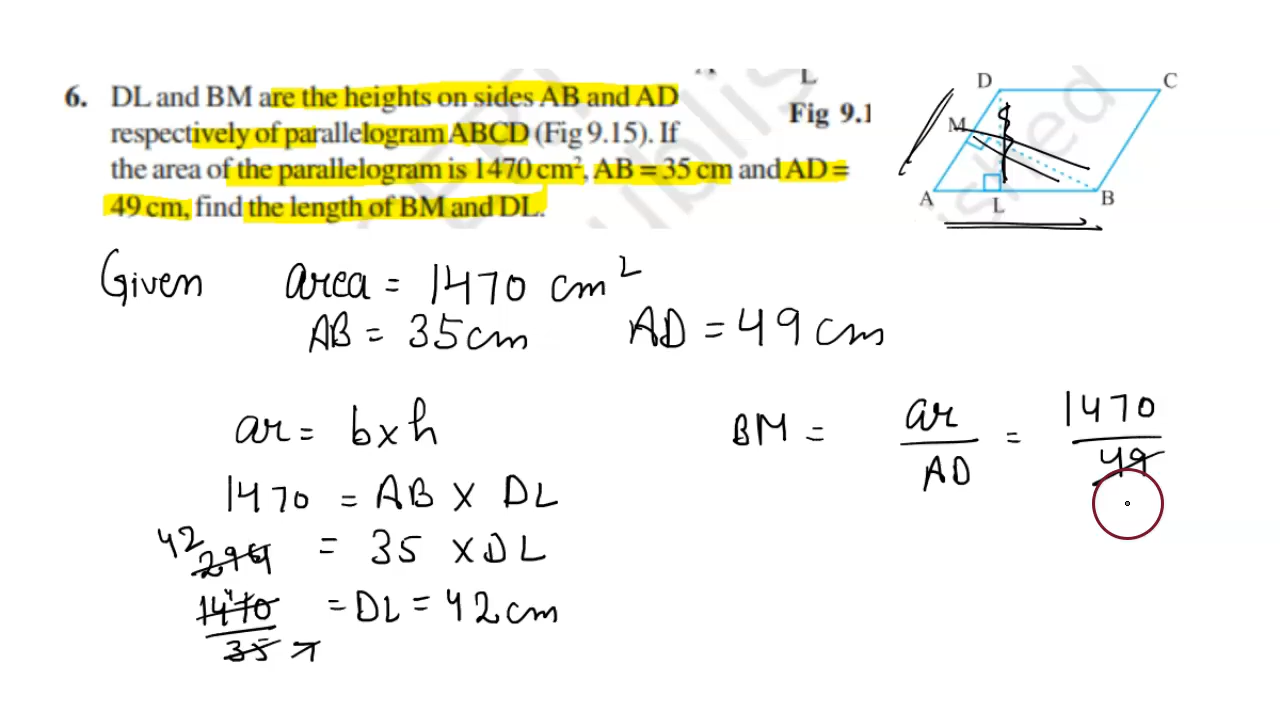 6. DL and BM are the heights on sides AB and AD
respectively of parallelogram ABCD (Fig 9.15). If
the area of the parallelogram is 1470 cm², AB = 35 cm and AD =
49 cm, find the length of BM and DL.
L
Fig 9.1
D C
M
A L B
Given area = 1470 cm²
AB = 35cm AD = 49 cm
ar = b x h
1470 = AB X DL
42
294 = 35 X DL
1470 = DL = 42 cm
35 7
BM = ar = 1470
AD 49